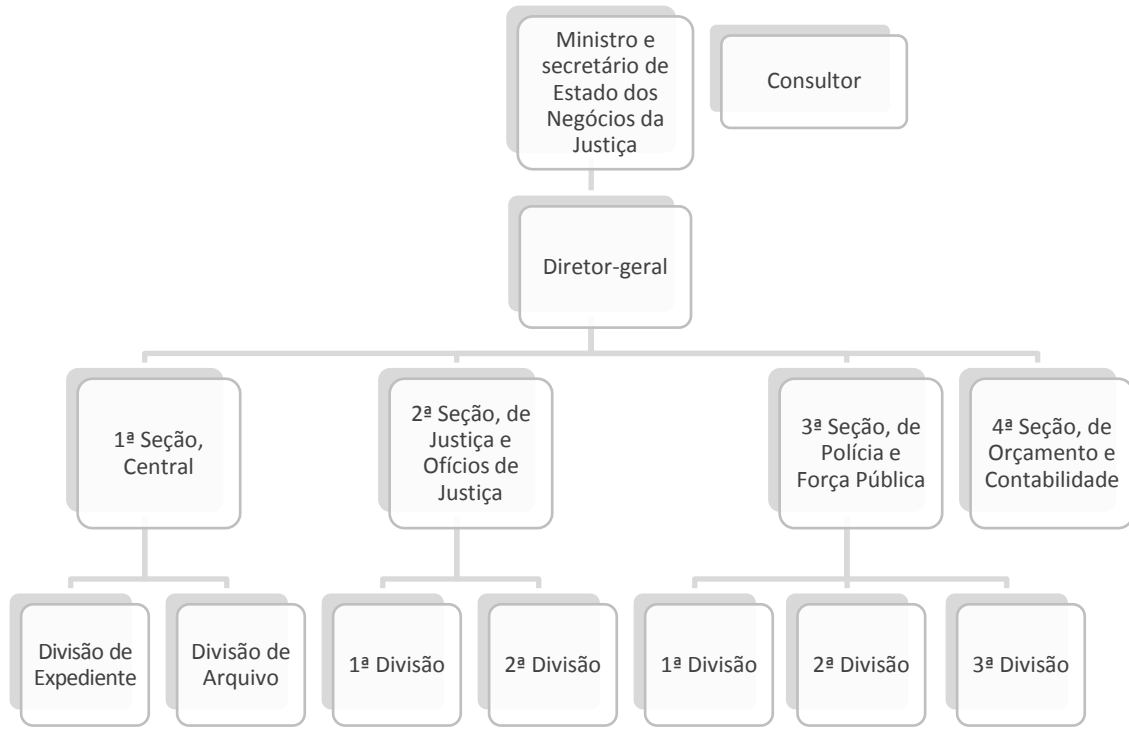 Ministro e
secretário de
Estado dos
Negócios da
Justiça
Consultor
Diretor-geral
1ª Seção,
Central
2ª Seção, de
Justiça e
Ofícios de
Justiça
3ª Seção, de
Polícia e
Força Pública
4ª Seção, de
Orçamento e
Contabilidade
Divisão de
Expediente
Divisão de
Arquivo
1ª Divisão
2ª Divisão
1ª Divisão
2ª Divisão
3ª Divisão